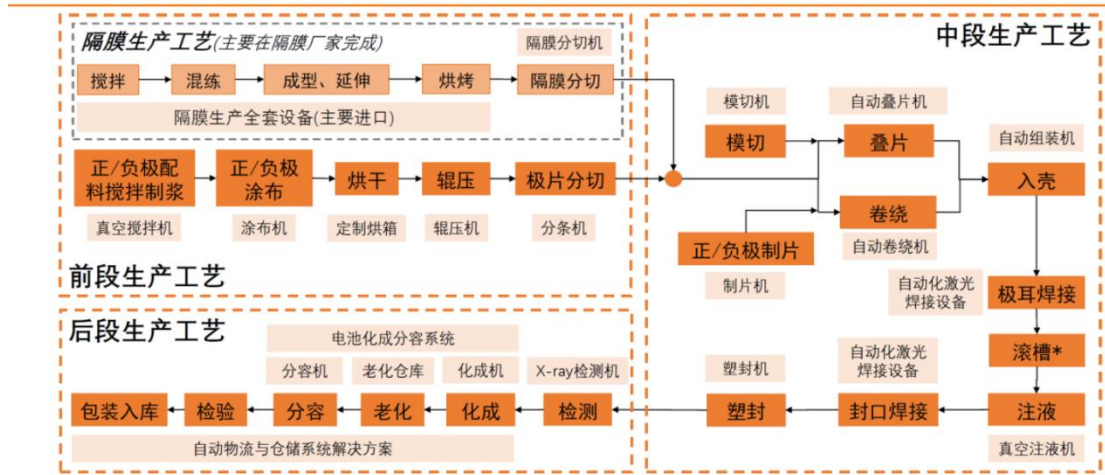 隔膜生产工艺(主要在隔膜厂家完成)
隔膜分切机
搅拌
混练
成型、延伸
烘烤
隔膜分切
隔膜生产全套设备(主要进口)
正/负极配
料搅拌制浆
正/负极
涂布
烘干
辊压
极片分切
真空搅拌机
涂布机
定制烘箱
辊压机
分条机
前段生产工艺
中段生产工艺
模切机
自动叠片机
模切
叠片
自动组装机
入壳
卷绕
正/负极制片
自动卷绕机
制片机
自动化激光
焊接设备
极耳焊接
滚槽*
塑封机
自动化激光
焊接设备
塑封
封口焊接
注液
真空注液机
后段生产工艺
电池化成分容系统
分容机
老化仓库
化成机
X-ray检测机
包装入库
检验
分容
老化
化成
检测
自动物流与仓储系统解决方案